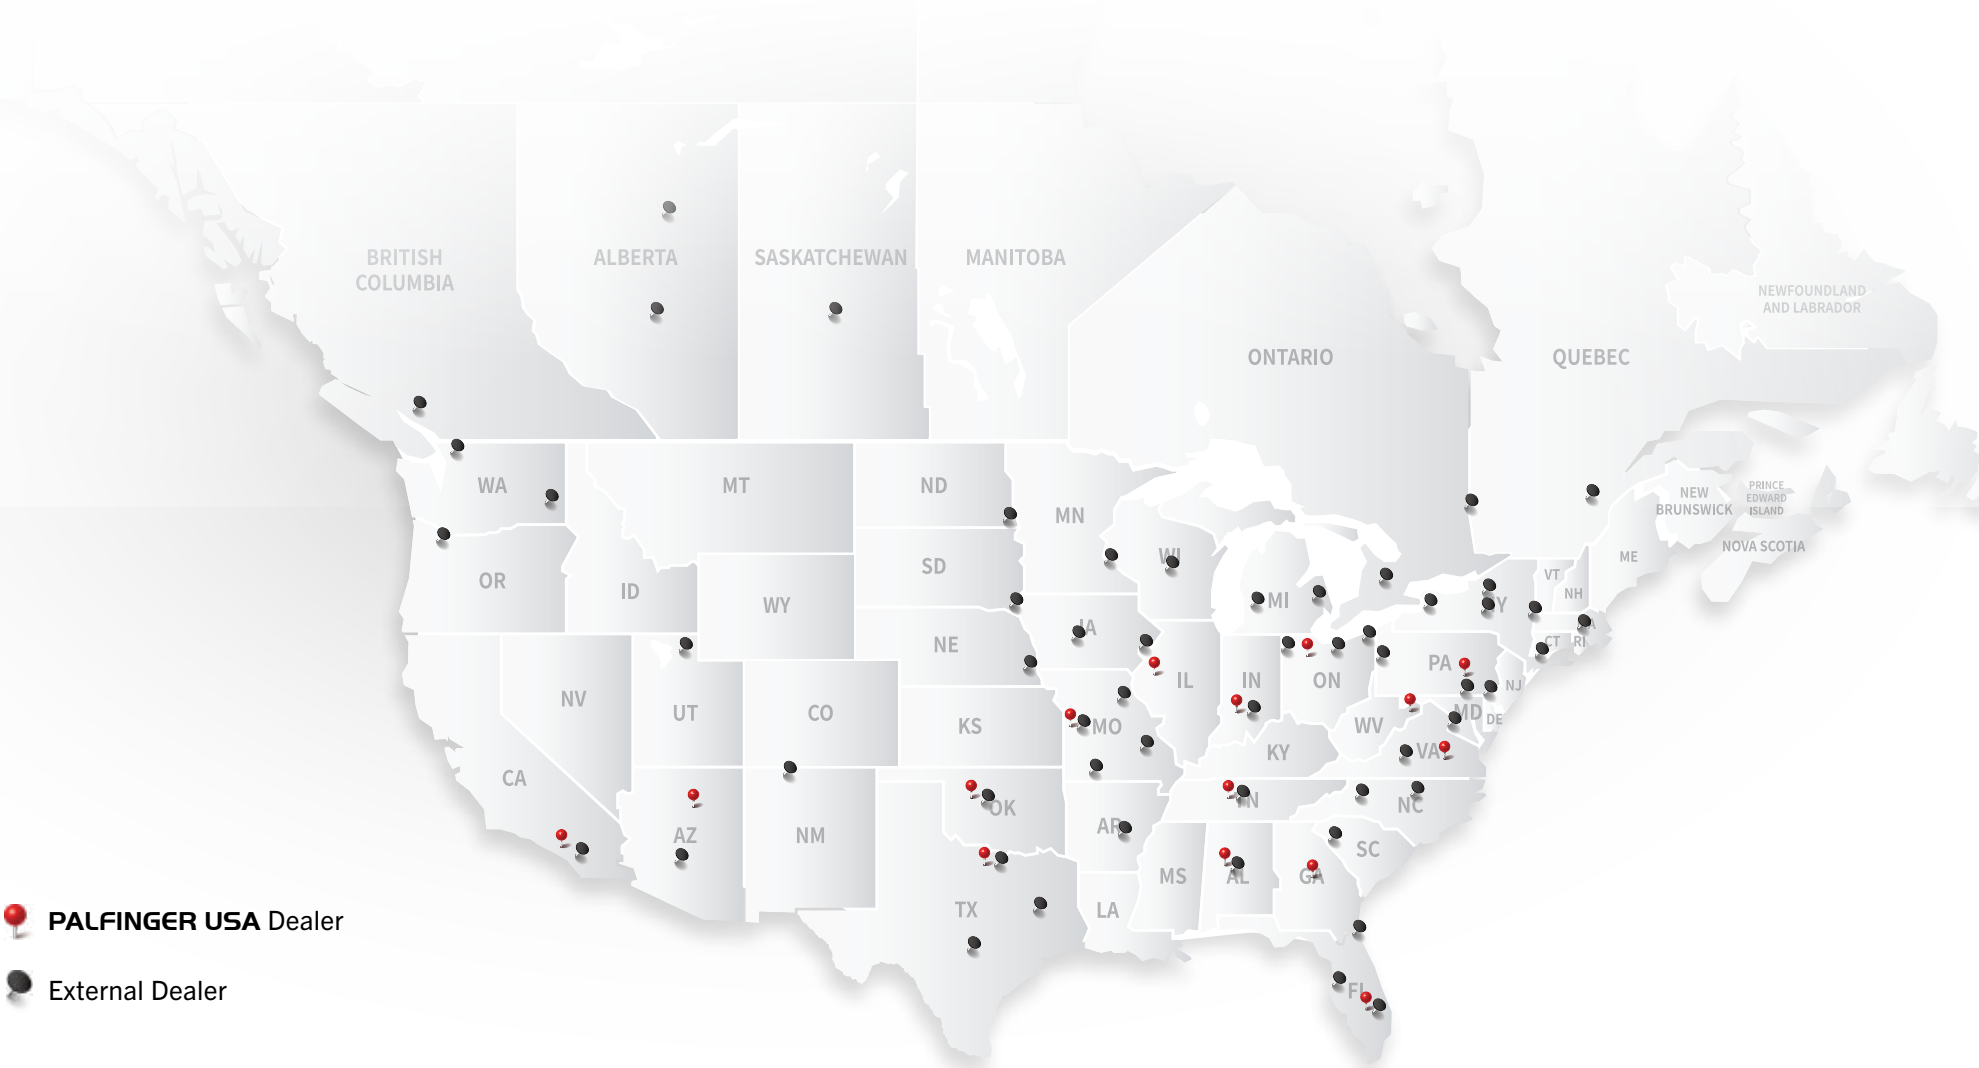 BRITISH
COLUMBIA
ALBERTA
SASKATCHEWAN
MANITOBA
ONTARIO
QUEBEC
NEWFOUNDLAND
AND LABRADOR
NEW
BRUNSWICK
PRINCE
EDWARD
ISLAND
NOVA SCOTIA
WA
MT
ND
MN
WI
ME
VT
NH
OR
ID
WY
SD
MI
IA
NE
CT
RI
NV
UT
CO
KS
MO
IL
IN
ON
PA
NJ
MD
DE
WV
VA
KY
CA
AZ
NM
OK
AR
TN
NC
SC
MS
AL
GA
TX
LA
FL
PALFINGER USA Dealer
External Dealer